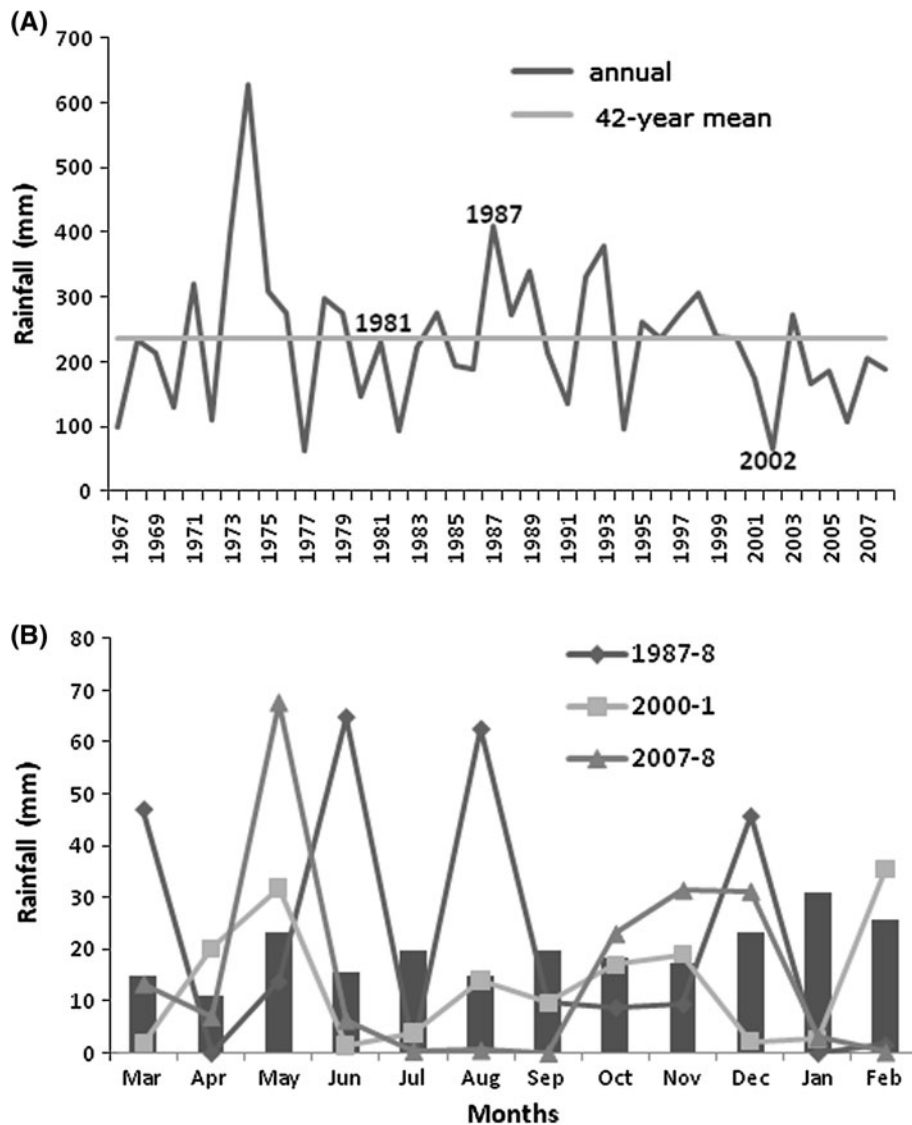 (A)
700
600
500
400
300
200
100
0
Rainfall (mm)
annual
42-year mean
1987
1981
2002
1967 1969 1971 1973 1975 1977 1979 1981 1983 1985 1987 1989 1991 1993 1995 1997 1999 2001 2003 2005 2007
(B)
80
70
60
50
40
30
20
10
0
Rainfall (mm)
1987-8
2000-1
2007-8
Mar Apr May Jun Jul Aug Sep Oct Nov Dec Jan Feb
Months